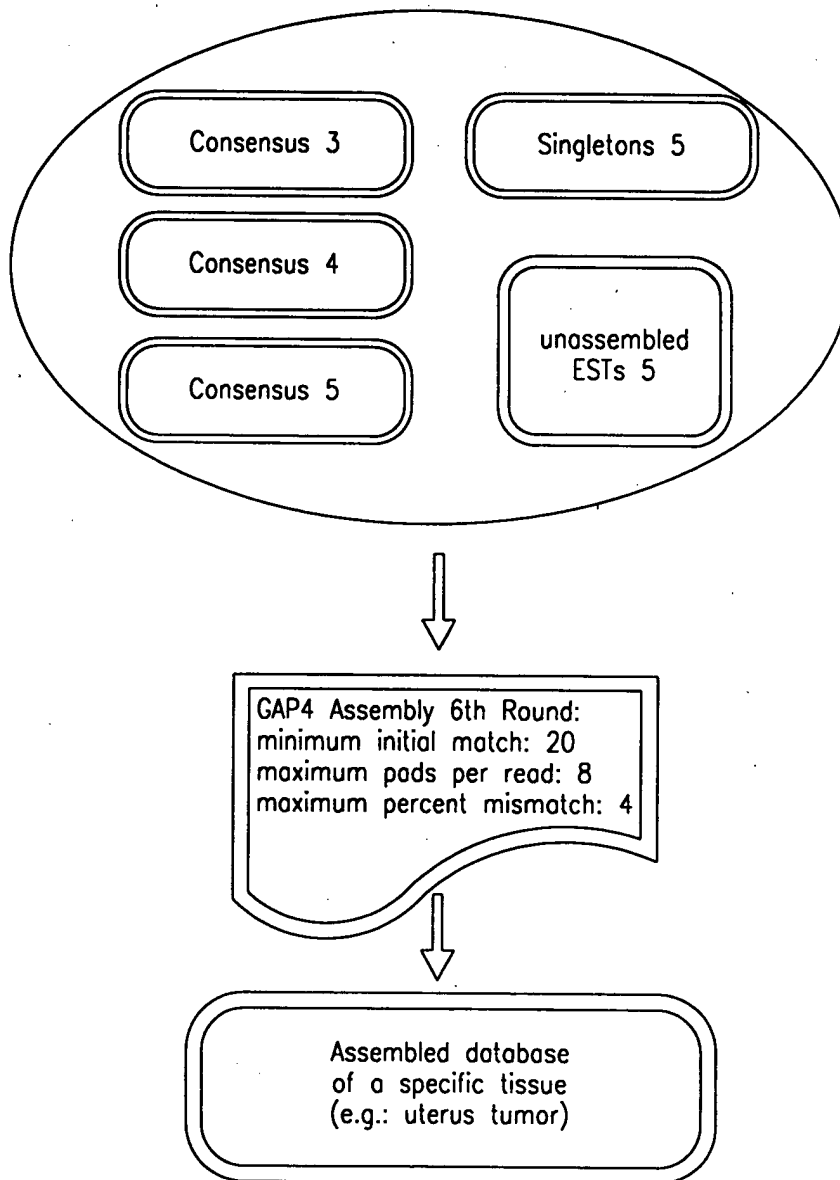 Consensus 3
Singletons 5
Consensus 4
unassembled
ESTs 5
Consensus 5
GAP4 Assembly 6th Round:
minimum initial match: 20
maximum pads per read: 8
maximum percent mismatch: 4
Assembled database
of a specific tissue
(e.g.: uterus tumor)